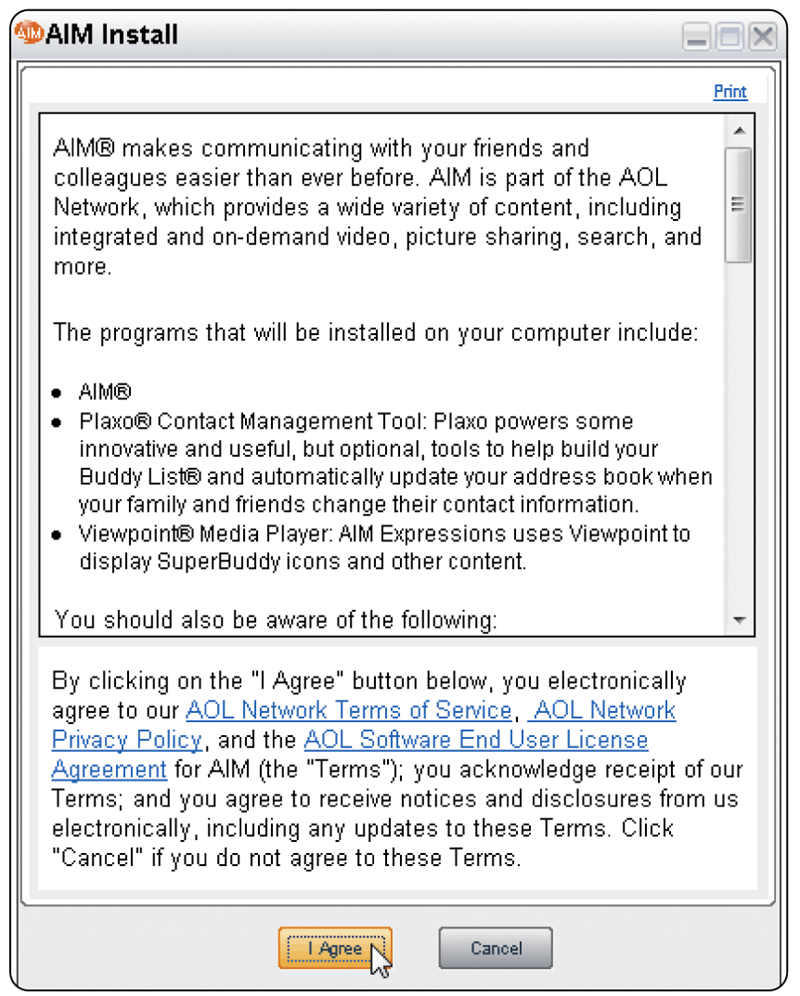 AIM AIM Install
Print
AIM® makes communicating with your friends and
colleagues easier than ever before. AIM is part of the AOL
Network, which provides a wide variety of content, including
integrated and on-demand video, picture sharing, search, and
more.
The programs that will be installed on your computer include:
● AIM®
● Plaxo® Contact Management Tool: Plaxo powers some
innovative and useful, but optional, tools to help build your
Buddy List® and automatically update your address book when
your family and friends change their contact information.
● Viewpoint® Media Player: AIM Expressions uses Viewpoint to
display SuperBuddy icons and other content.
You should also be aware of the following:
By clicking on the "I Agree" button below, you electronically
agree to our AOL Network Terms of Service, AOL Network
Privacy Policy, and the AOL Software End User License
Agreement for AIM (the "Terms"); you acknowledge receipt of our
Terms; and you agree to receive notices and disclosures from us
electronically, including any updates to these Terms. Click
"Cancel" if you do not agree to these Terms.
I Agree Cancel